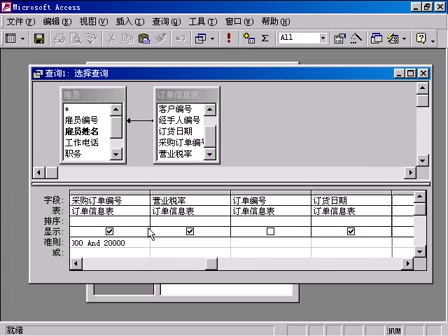 Microsoft Access
文件(F) 编辑(E) 视图(V) 插入(I) 查询(Q) 工具(T) 窗口(W) 帮助(H)
All
查询1: 选择查询
雇员
*
雇员编号
雇员姓名
工作电话
职务
订单信息表
客户编号
经手人编号
订货日期
采购订单编号
营业税率
字段: 采购订单编号 营业税率 订单编号 订货日期
表: 订单信息表 订单信息表 订单信息表 订单信息表
排序:
显示:
准则: 00 And 20000
或:
就绪 NUM